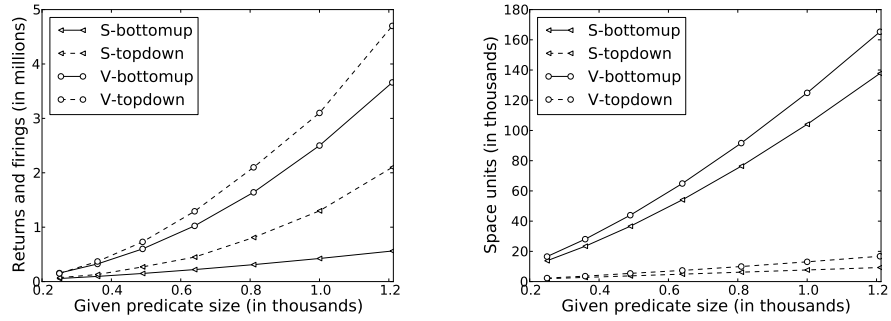 Returns and firings (in millions)
5
4
3
2
1
0
S-bottomup
S-topdown
V-bottomup
V-topdown
0.2 0.4 0.6 0.8 1.0 1.2
Given predicate size (in thousands)
Space units (in thousands)
180
160
140
120
100
80
60
40
20
0
S-bottomup
S-topdown
V-bottomup
V-topdown
0.2 0.4 0.6 0.8 1.0 1.2
Given predicate size (in thousands)